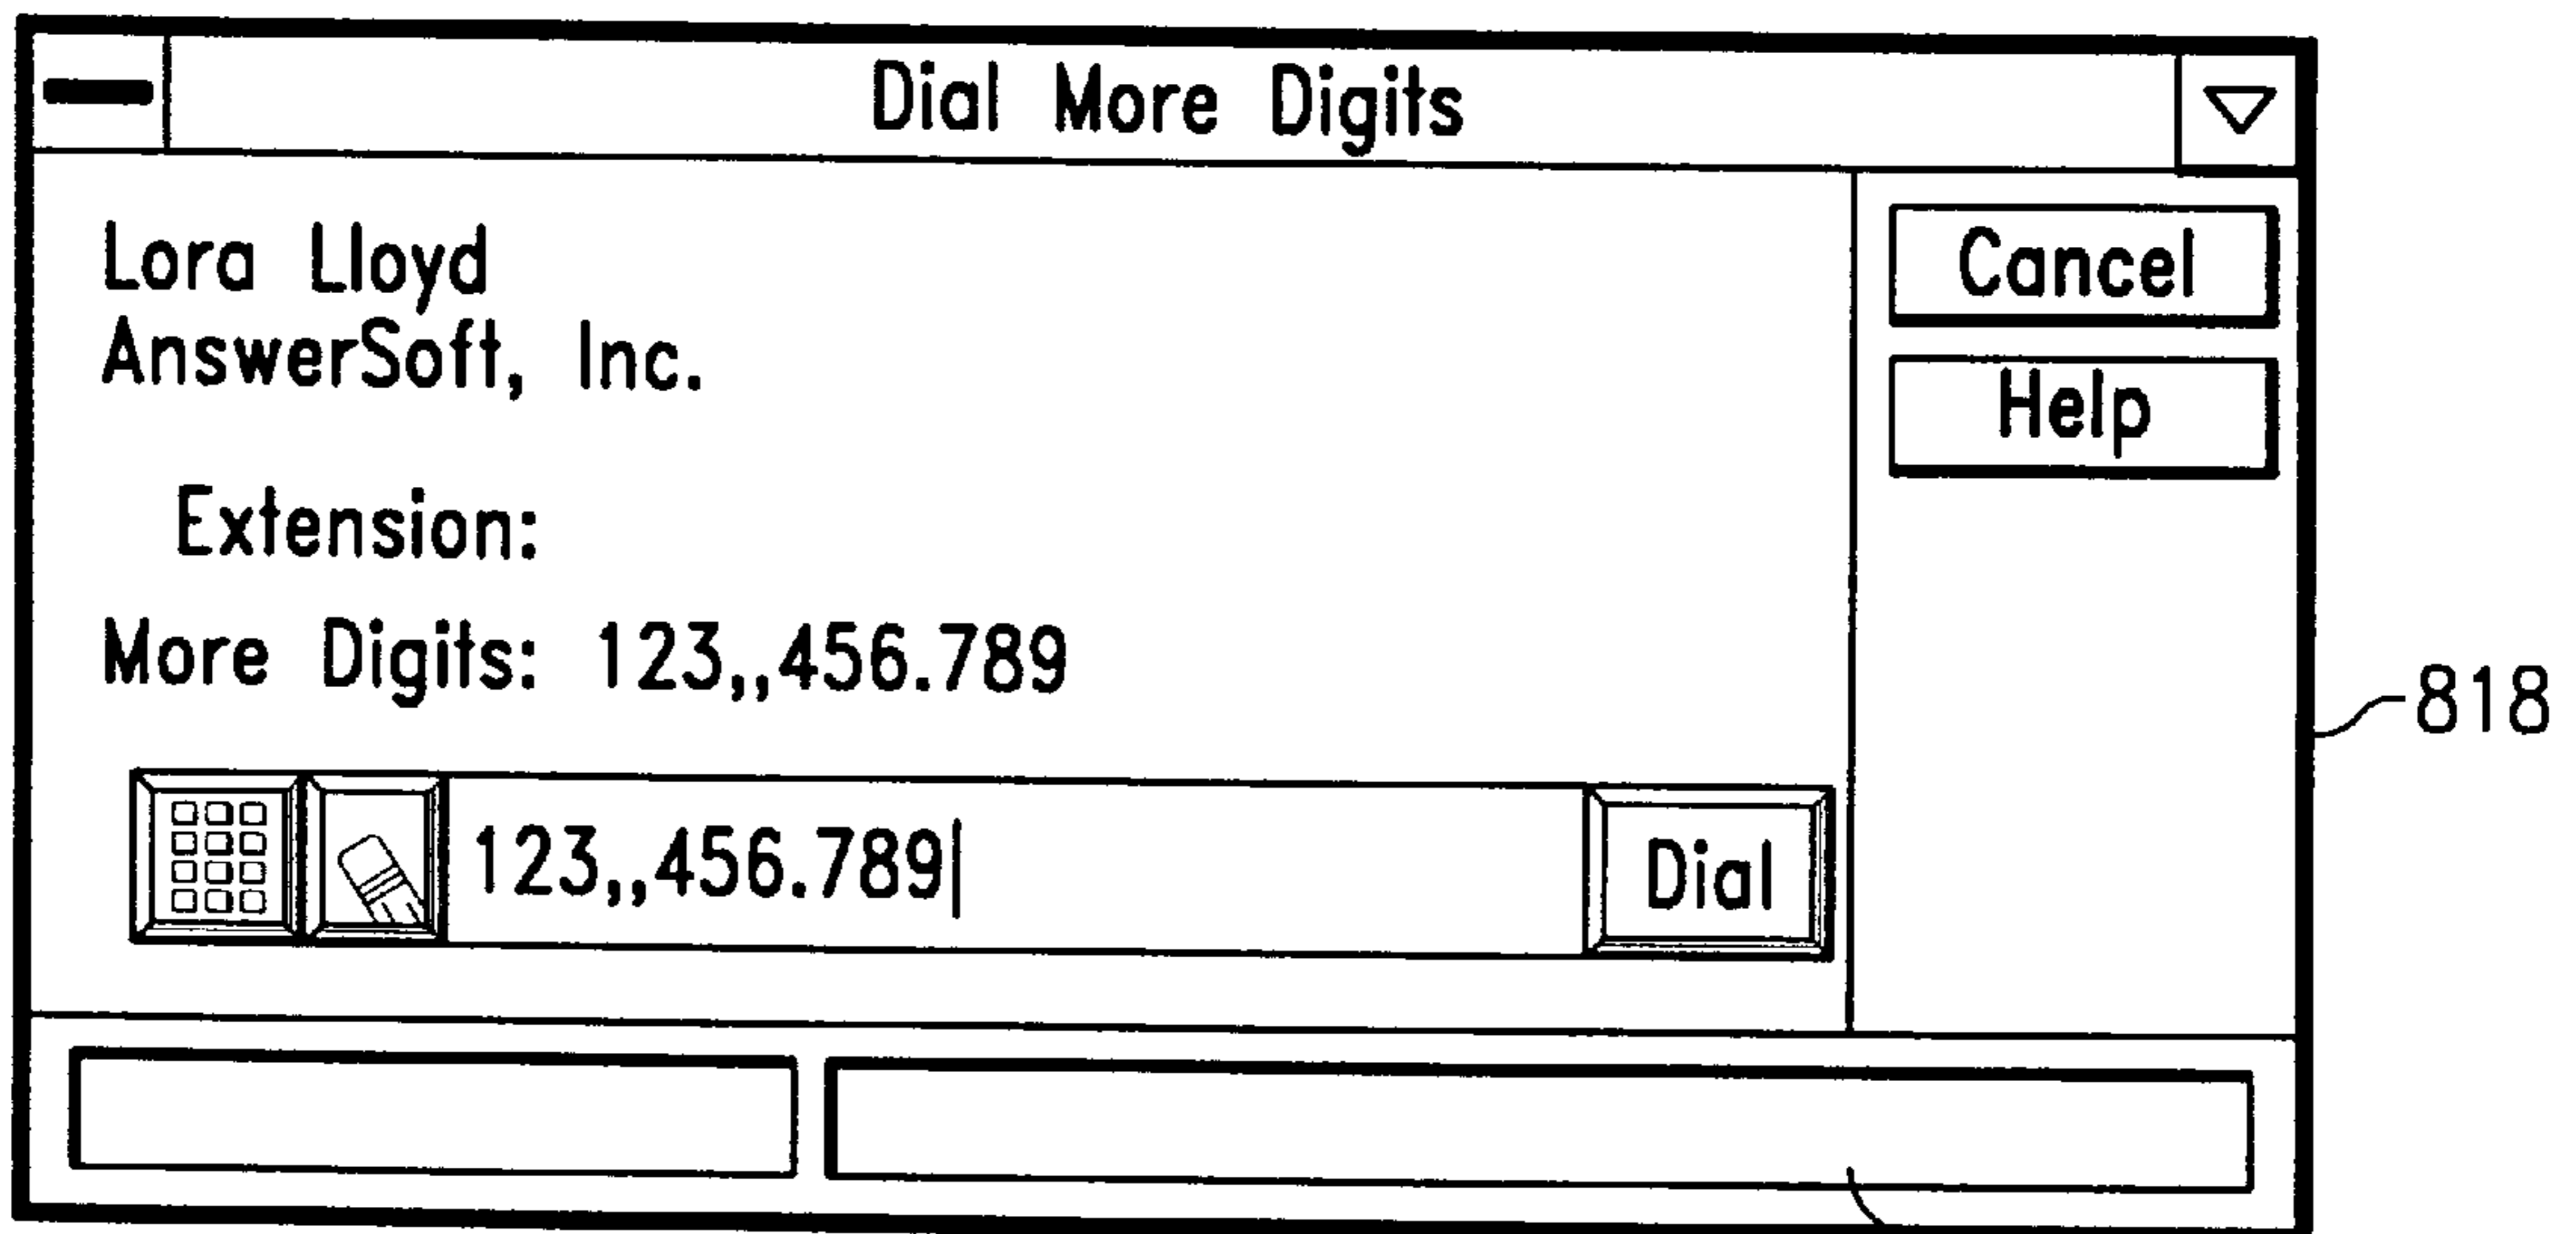 Dial More Digits
Lora Lloyd
AnswerSoft, Inc.
Cancel
Help
Extension:
More Digits: 123,,456.789
818
123,,456.789
Dial